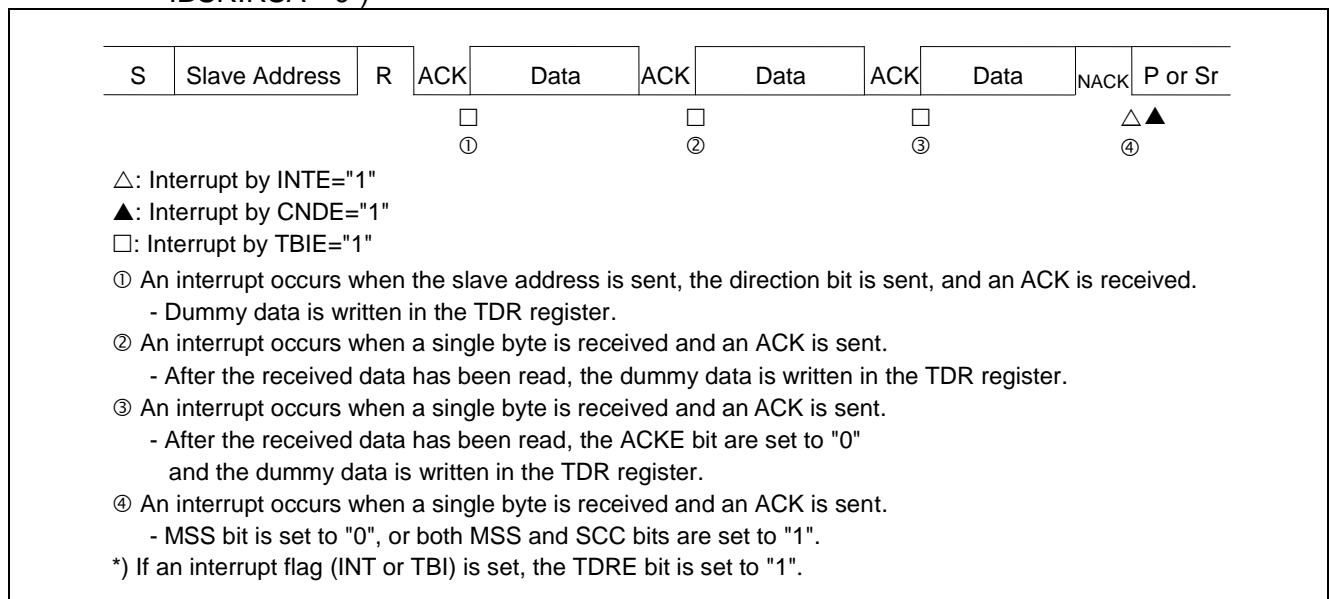 S Slave Address R ACK Data ACK Data ACK Data NACK P or Sr
□ □ □ △▲
① ② ③ ④
△: Interrupt by INTE="1"
▲: Interrupt by CNDE="1"
□: Interrupt by TBIE="1"
① An interrupt occurs when the slave address is sent, the direction bit is sent, and an ACK is received.
- Dummy data is written in the TDR register.
② An interrupt occurs when a single byte is received and an ACK is sent.
- After the received data has been read, the dummy data is written in the TDR register.
③ An interrupt occurs when a single byte is received and an ACK is sent.
- After the received data has been read, the ACKE bit are set to "0"
and the dummy data is written in the TDR register.
④ An interrupt occurs when a single byte is received and an ACK is sent.
- MSS bit is set to "0", or both MSS and SCC bits are set to "1".
*) If an interrupt flag (INT or TBI) is set, the TDRE bit is set to "1".